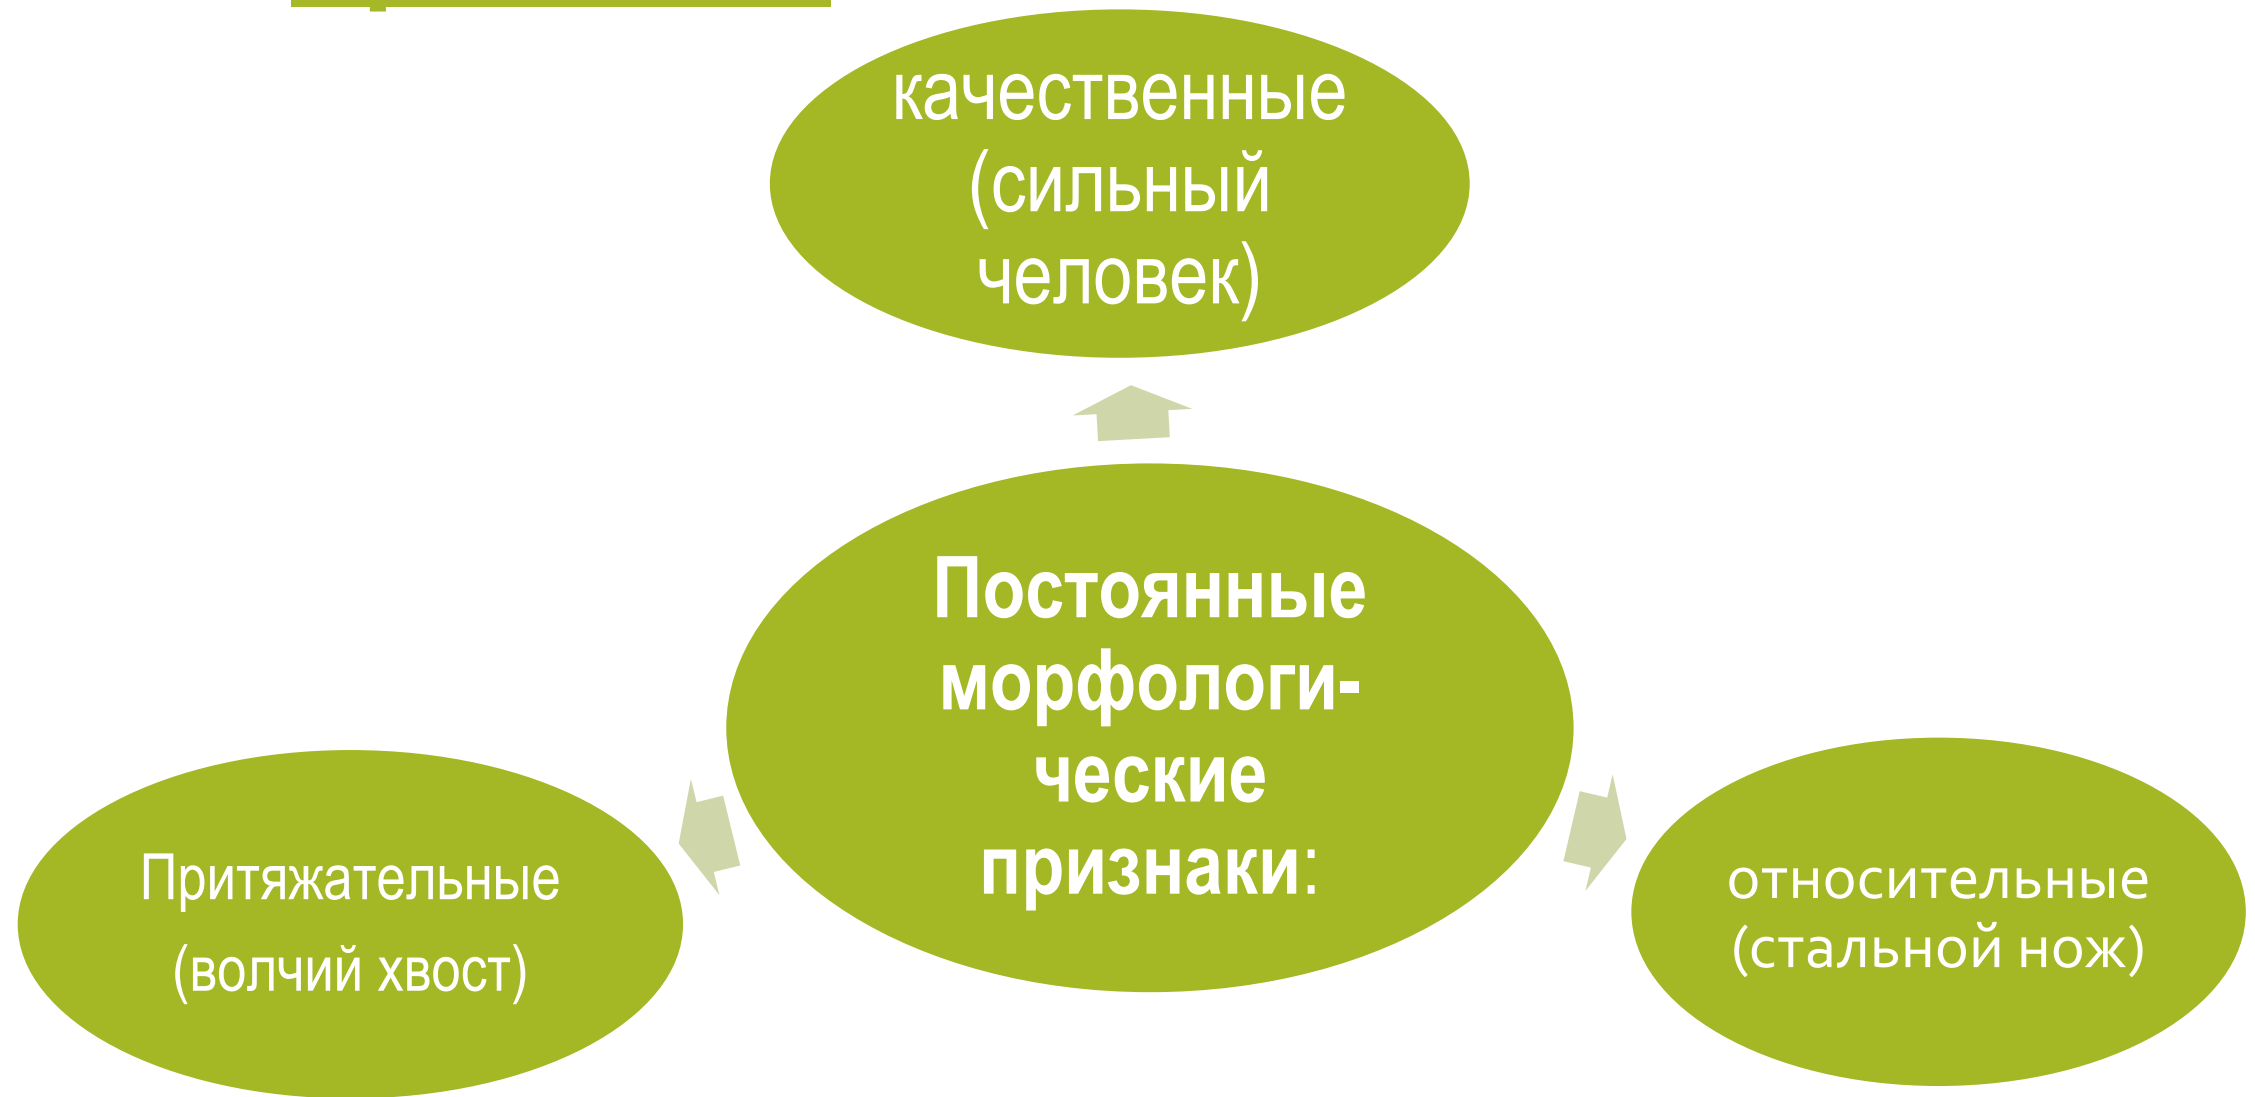 качественные
(сильный
человек)
Постоянные
морфологи-
ческие
признаки:
Притяжательные
(волчий хвост)
относительные
(стальной нож)